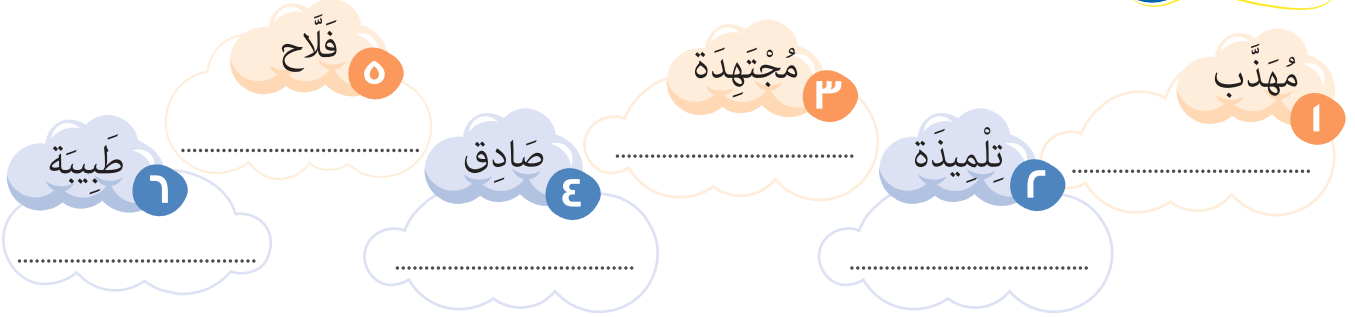 ١ مُهَذَّب
٢ تِلْمِيذَة
٣ مُجْتَهِدَة
٤ صَادِق
٥ فَلَّاح
٦ طَبِيبَة